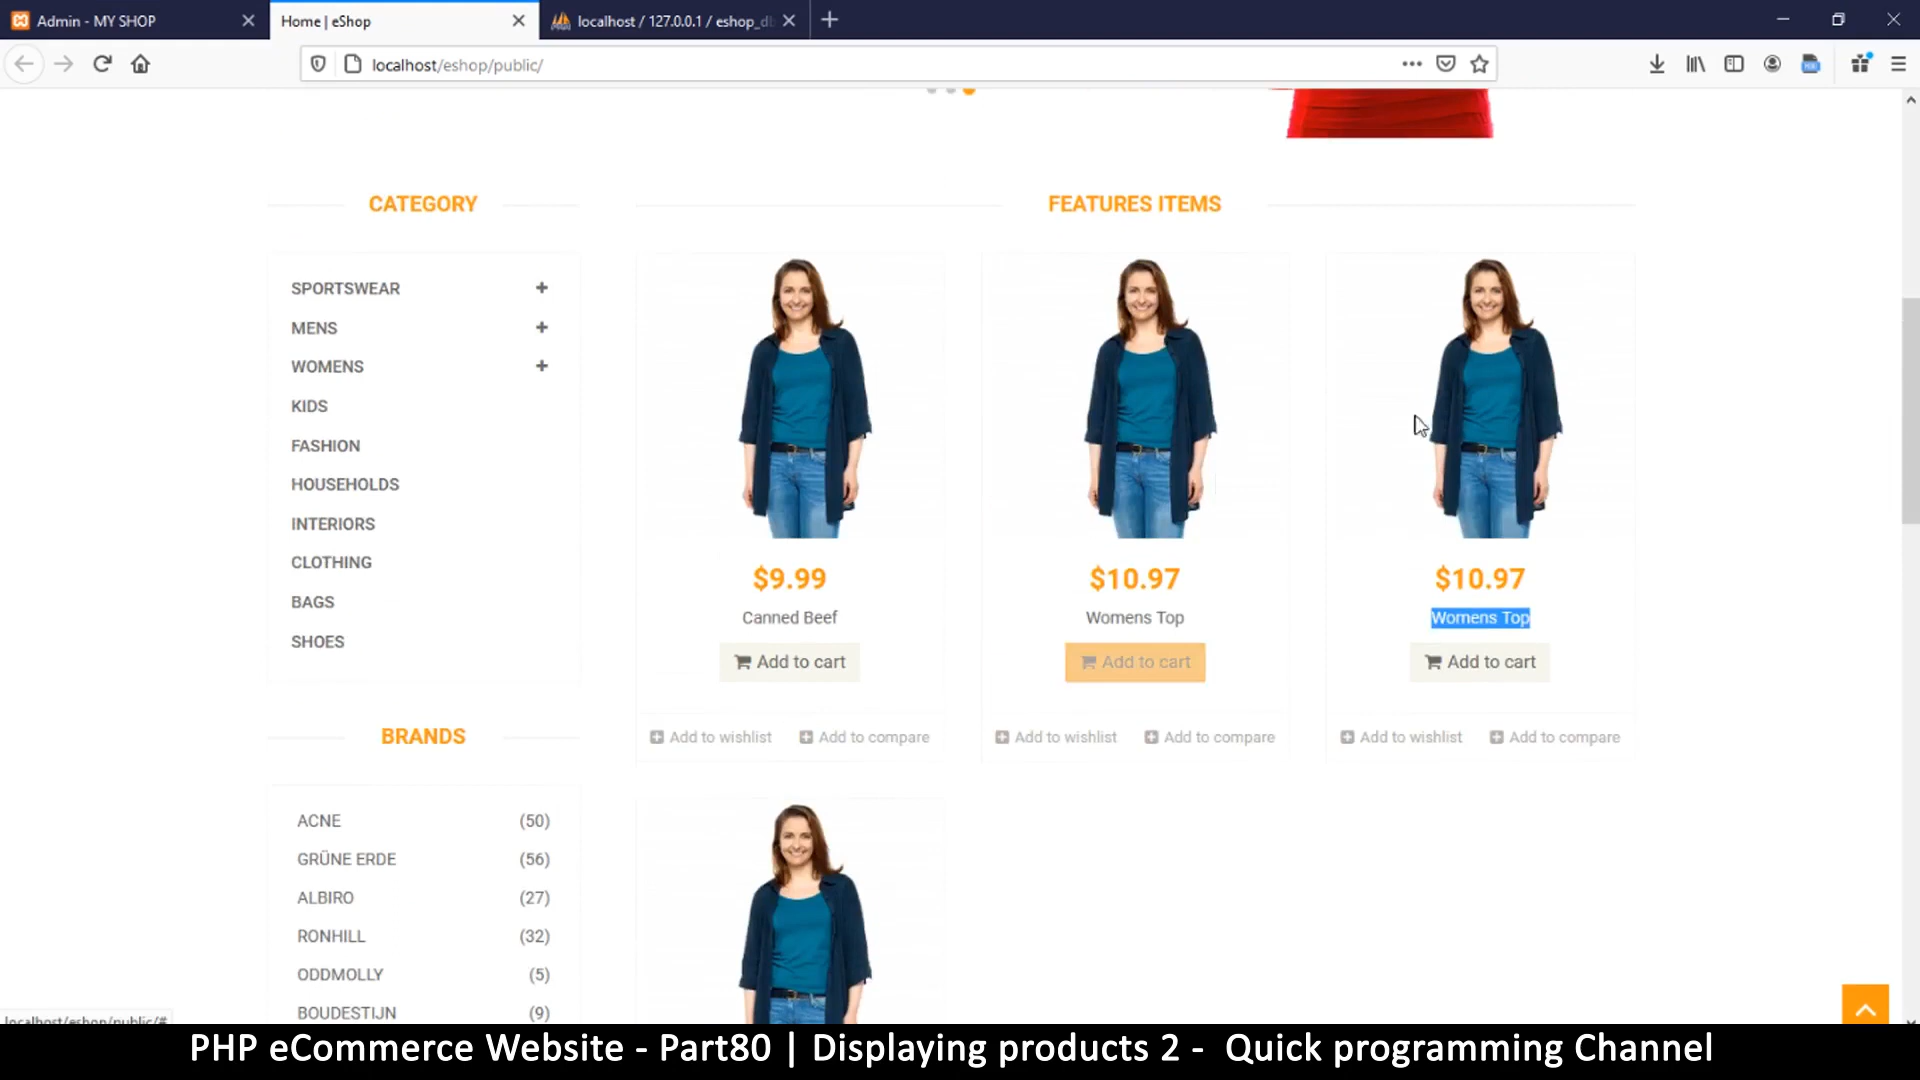 Admin - MY SHOP
Home | eShop
localhost / 127.0.0.1 / eshop_db
localhost/eshop/public/
CATEGORY
SPORTSWEAR
MENS
WOMENS
KIDS
FASHION
HOUSEHOLDS
INTERIORS
CLOTHING
BAGS
SHOES
BRANDS
ACNE (50)
GRÜNE ERDE (56)
ALBIRO (27)
RONHILL (32)
ODDMOLLY (5)
BOUDESTIJN (9)
FEATURES ITEMS
$9.99
Canned Beef
Add to cart
Add to wishlist Add to compare
$10.97
Womens Top
Add to cart
Add to wishlist Add to compare
$10.97
Womens Top
Add to cart
Add to wishlist Add to compare
localhost/eshop/public/#
PHP eCommerce Website - Part80 | Displaying products 2 - Quick programming Channel